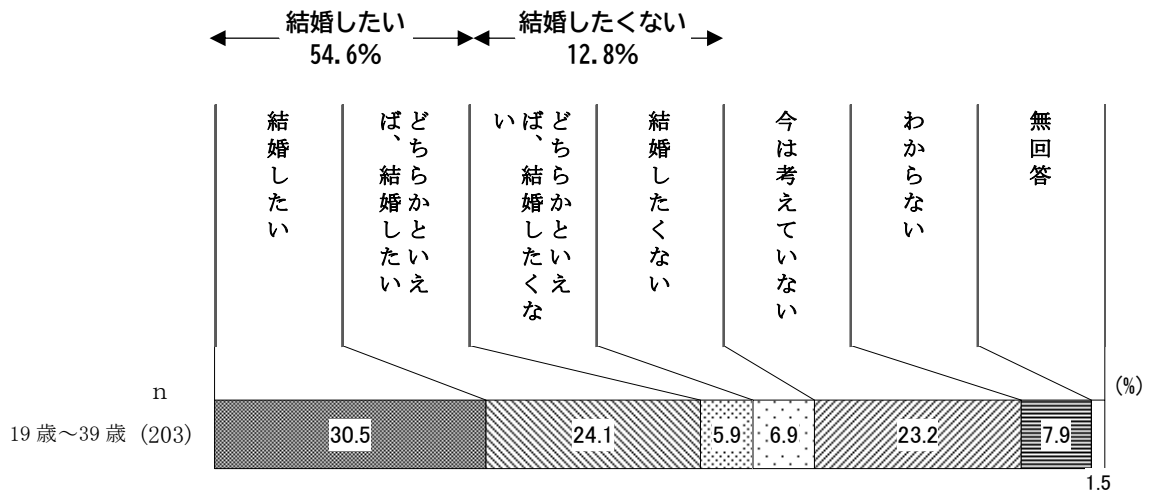 結婚したい
54.6%
結婚したくない
12.8%
結婚したい
どちらかといえ
ば、結婚したい
どちらかといえ
ば、結婚したくな
い
結婚したくない
今は考えていない
わからない
無回答
n
(%)
19歳～39歳 (203)
30.5
24.1
5.9
6.9
23.2
7.9
1.5